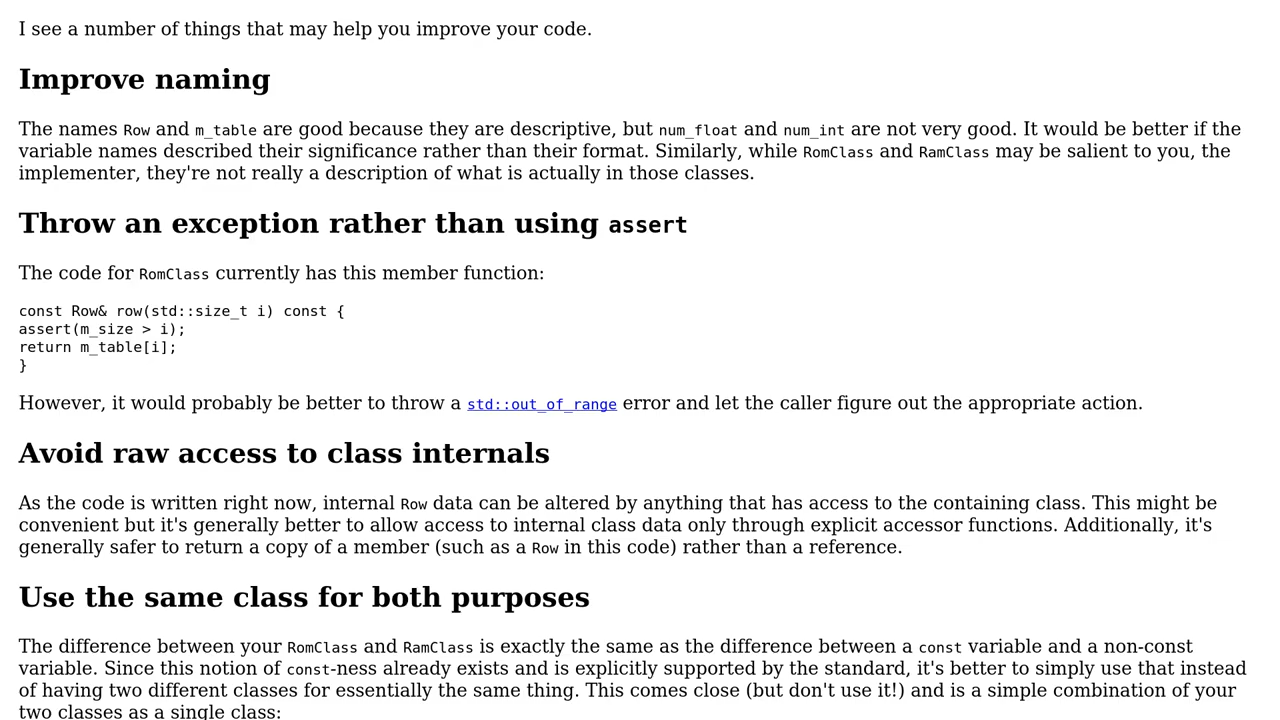 I see a number of things that may help you improve your code.
Improve naming
The names Row and m_table are good because they are descriptive, but num_float and num_int are not very good. It would be better if the
variable names described their significance rather than their format. Similarly, while RomClass and RamClass may be salient to you, the
implementer, they're not really a description of what is actually in those classes.
Throw an exception rather than using assert
The code for RomClass currently has this member function:
const Row& row(std::size_t i) const {
assert(m_size > i);
return m_table[i];
}
However, it would probably be better to throw a std::out_of_range error and let the caller figure out the appropriate action.
Avoid raw access to class internals
As the code is written right now, internal Row data can be altered by anything that has access to the containing class. This might be
convenient but it's generally better to allow access to internal class data only through explicit accessor functions. Additionally, it's
generally safer to return a copy of a member (such as a Row in this code) rather than a reference.
Use the same class for both purposes
The difference between your RomClass and RamClass is exactly the same as the difference between a const variable and a non-const
variable. Since this notion of const-ness already exists and is explicitly supported by the standard, it's better to simply use that instead
of having two different classes for essentially the same thing. This comes close (but don't use it!) and is a simple combination of your
two classes as a single class: